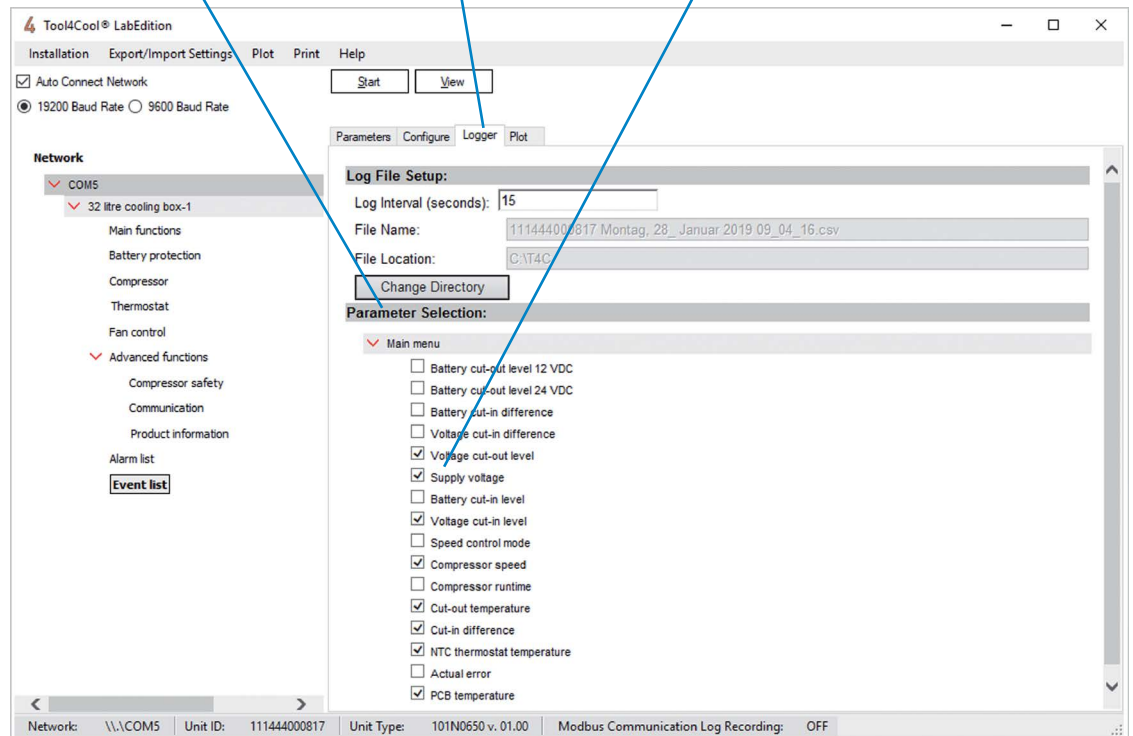 Tool4Cool® LabEdition
Installation Export/Import Settings Plot Print Help
Auto Connect Network
19200 Baud Rate 9600 Baud Rate
Start View
Network
COM5
32 litre cooling box-1
Main functions
Battery protection
Compressor
Thermostat
Fan control
Advanced functions
Compressor safety
Communication
Product information
Alarm list
Event list
Parameters Configure Logger Plot
Log File Setup:
Log Interval (seconds): 15
File Name: 111444000817 Montag, 28_ Januar 2019 09_04_16.csv
File Location: C:\T4C
Change Directory
Parameter Selection:
Main menu
Battery cut-out level 12 VDC
Battery cut-out level 24 VDC
Battery cut-in difference
Voltage cut-in difference
Voltage cut-out level
Supply voltage
Battery cut-in level
Voltage cut-in level
Speed control mode
Compressor speed
Compressor runtime
Cut-out temperature
Cut-in difference
NTC thermostat temperature
Actual error
PCB temperature
Network: \\.\COM5 Unit ID: 111444000817 Unit Type: 101N0650 v. 01.00 Modbus Communication Log Recording: OFF